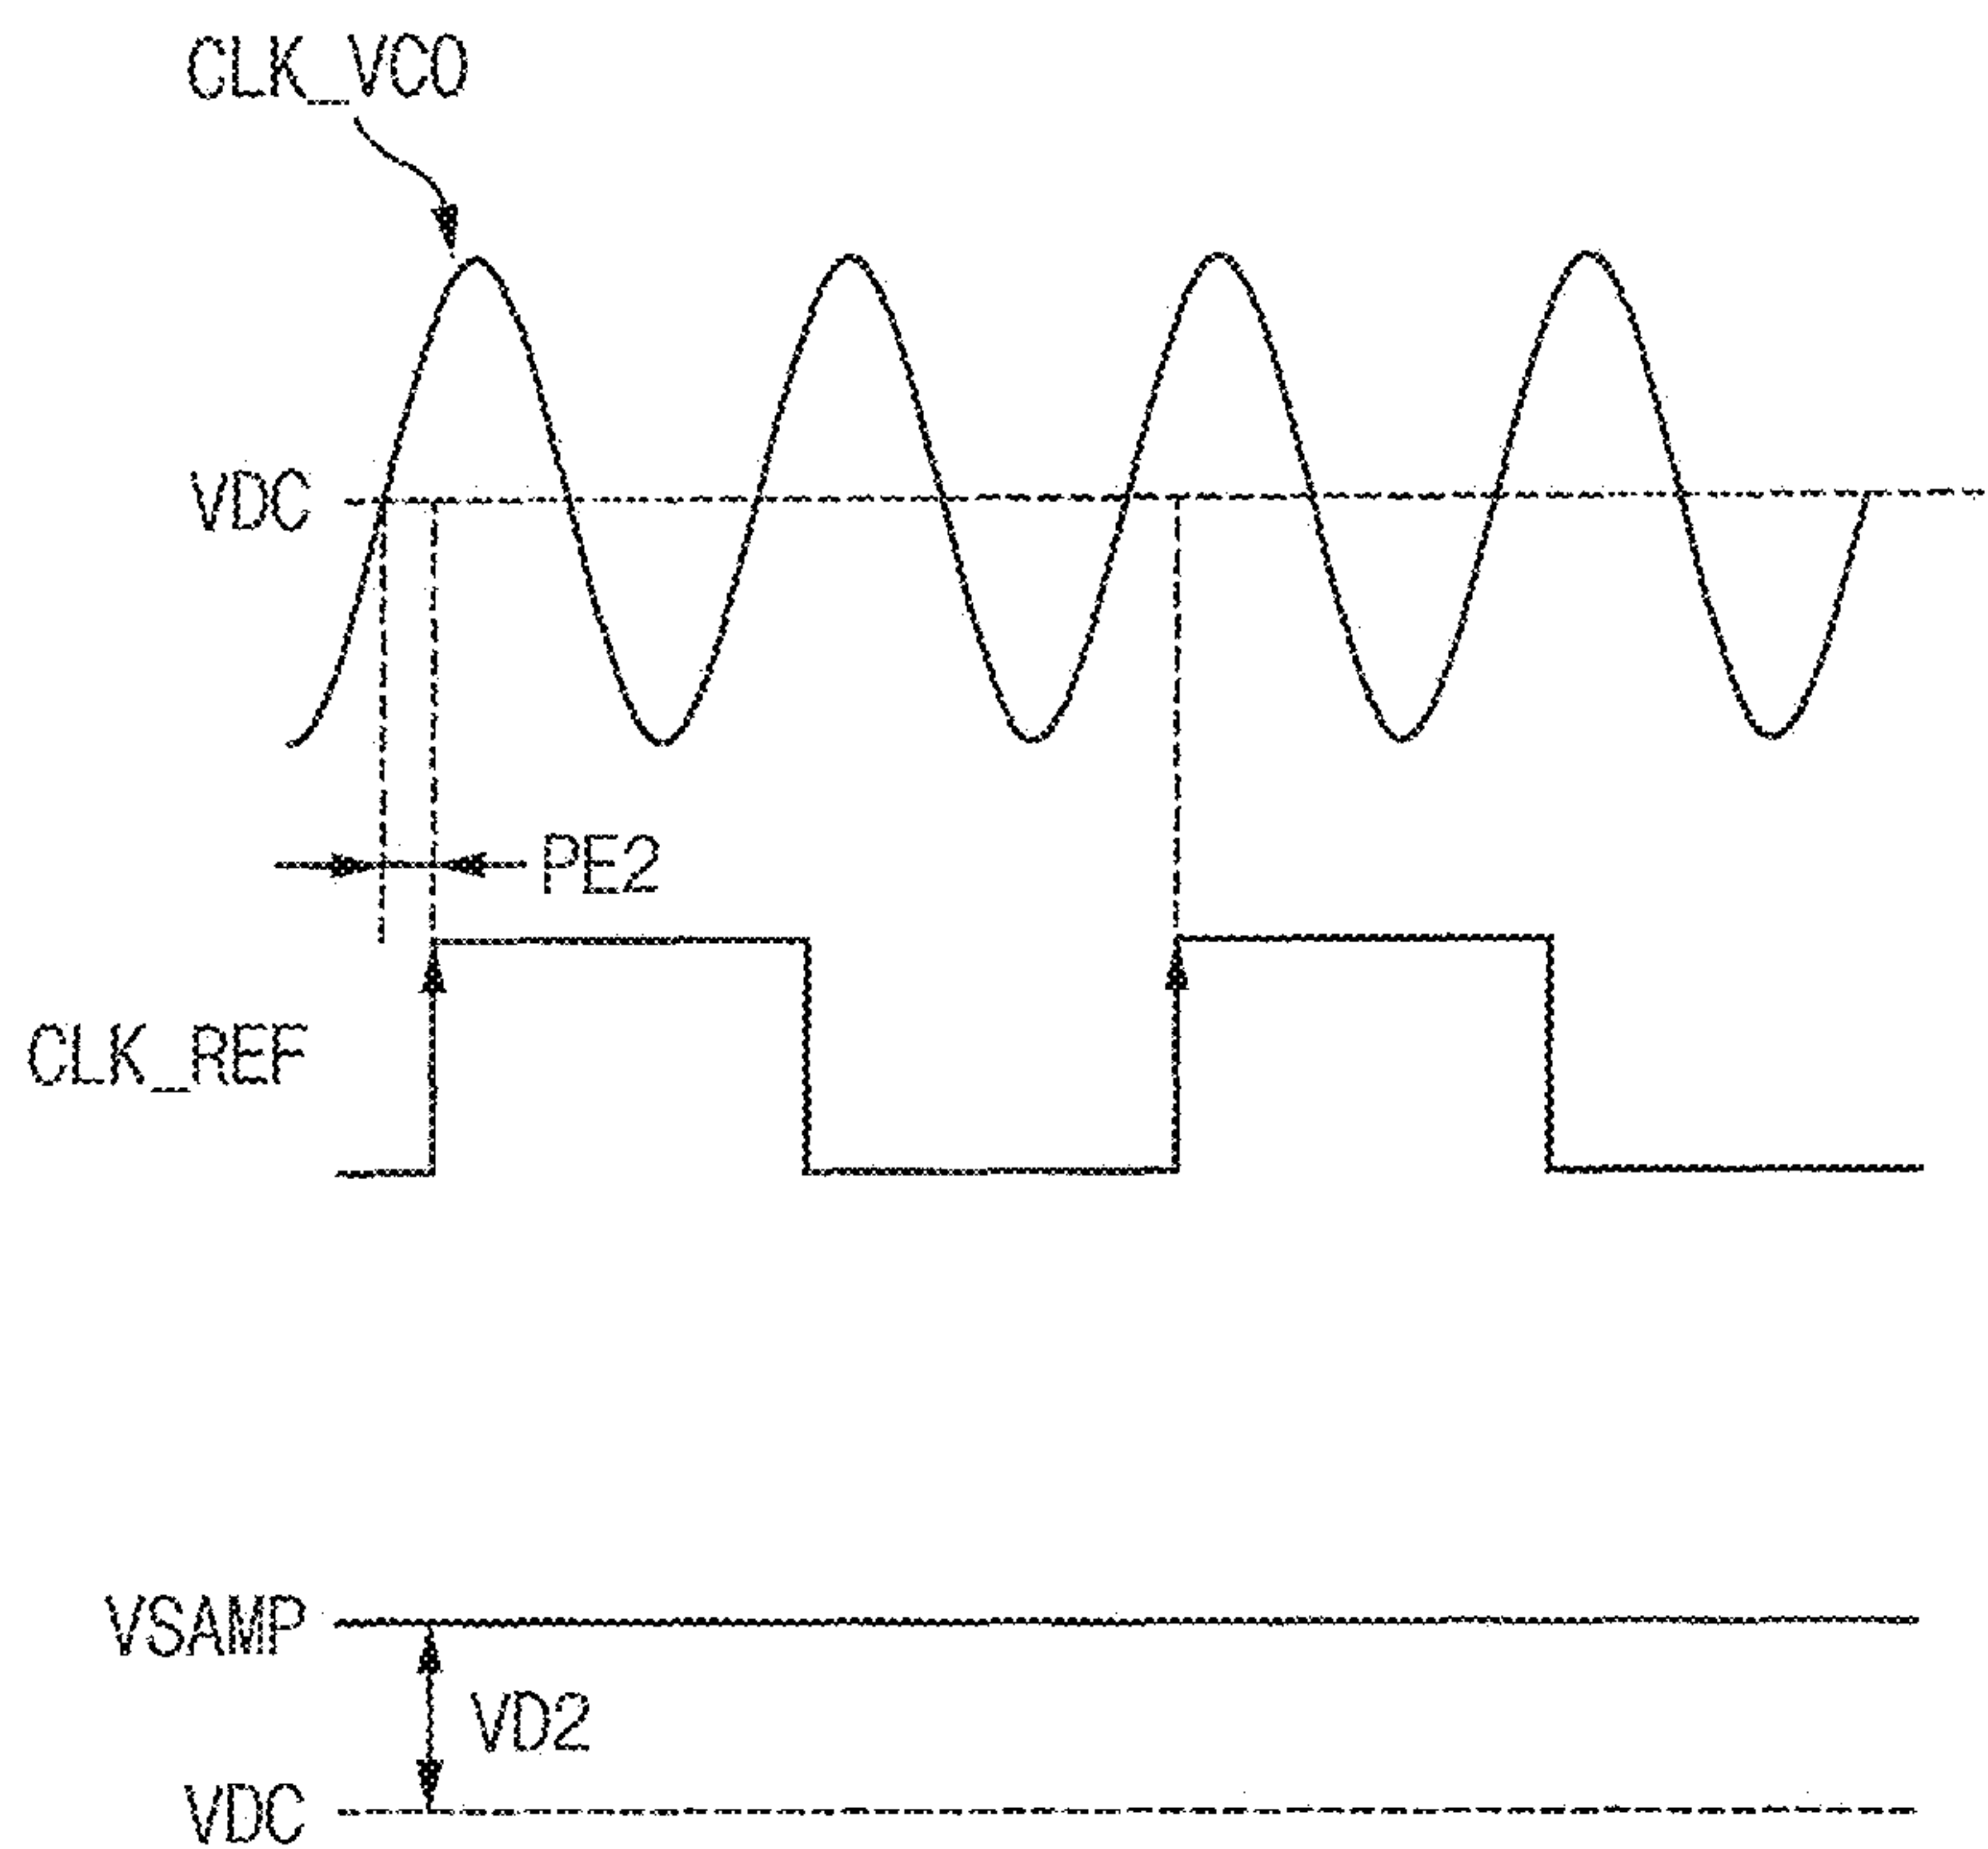 CLK_VCO
VDC
PE2
CLK_REF
VSAMP
VD2
VDC